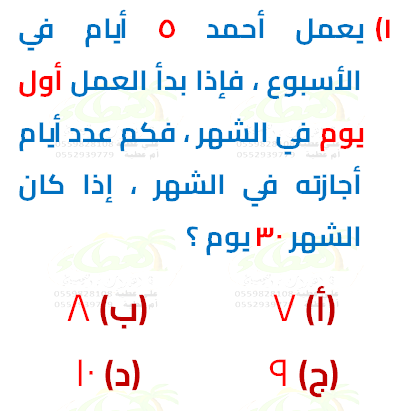 ١) يعمل أحمد ٥ أيام في
الأسبوع ، فإذا بدأ العمل أول
يوم في الشهر ، فكم عدد أيام
أجازته في الشهر ، إذا كان
الشهر ٣٠ يوم ؟
(أ) ٧ (ب) ٨
(ج) ٩ (د) ١٠